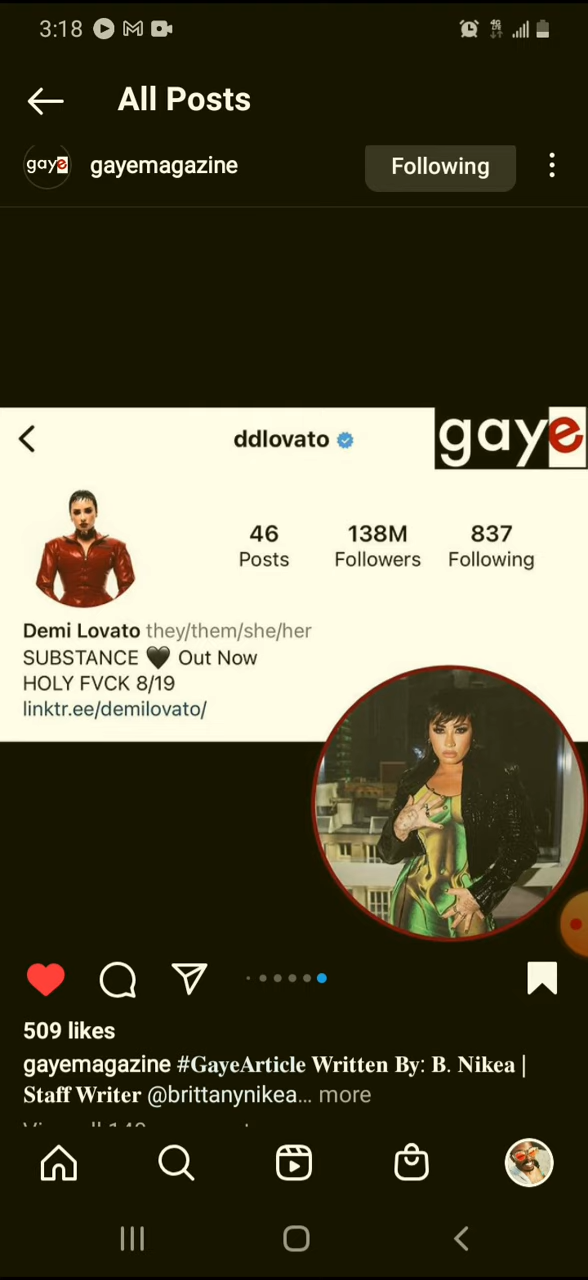 3:18
4G
All Posts
gaye gayemagazine Following
ddlovato gaye
46 138M 837
Posts Followers Following
Demi Lovato they/them/she/her
SUBSTANCE 🖤 Out Now
HOLY FVCK 8/19
linktr.ee/demilovato/
509 likes
gayemagazine #GayeArticle Written By: B. Nikea |
Staff Writer @brittanynikea... more